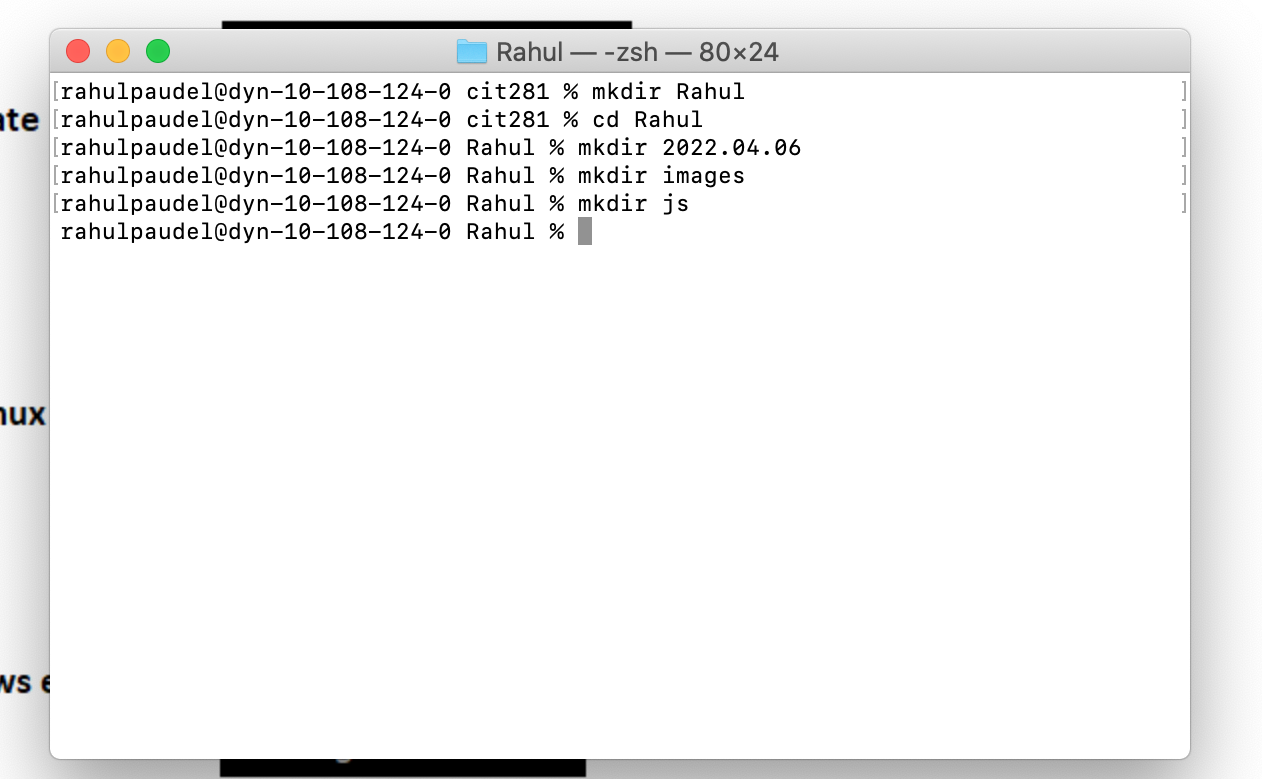 Rahul — -zsh — 80×24
[rahulpaudel@dyn-10-108-124-0 cit281 % mkdir Rahul ]
[rahulpaudel@dyn-10-108-124-0 cit281 % cd Rahul ]
[rahulpaudel@dyn-10-108-124-0 Rahul % mkdir 2022.04.06 ]
[rahulpaudel@dyn-10-108-124-0 Rahul % mkdir images ]
[rahulpaudel@dyn-10-108-124-0 Rahul % mkdir js ]
rahulpaudel@dyn-10-108-124-0 Rahul %